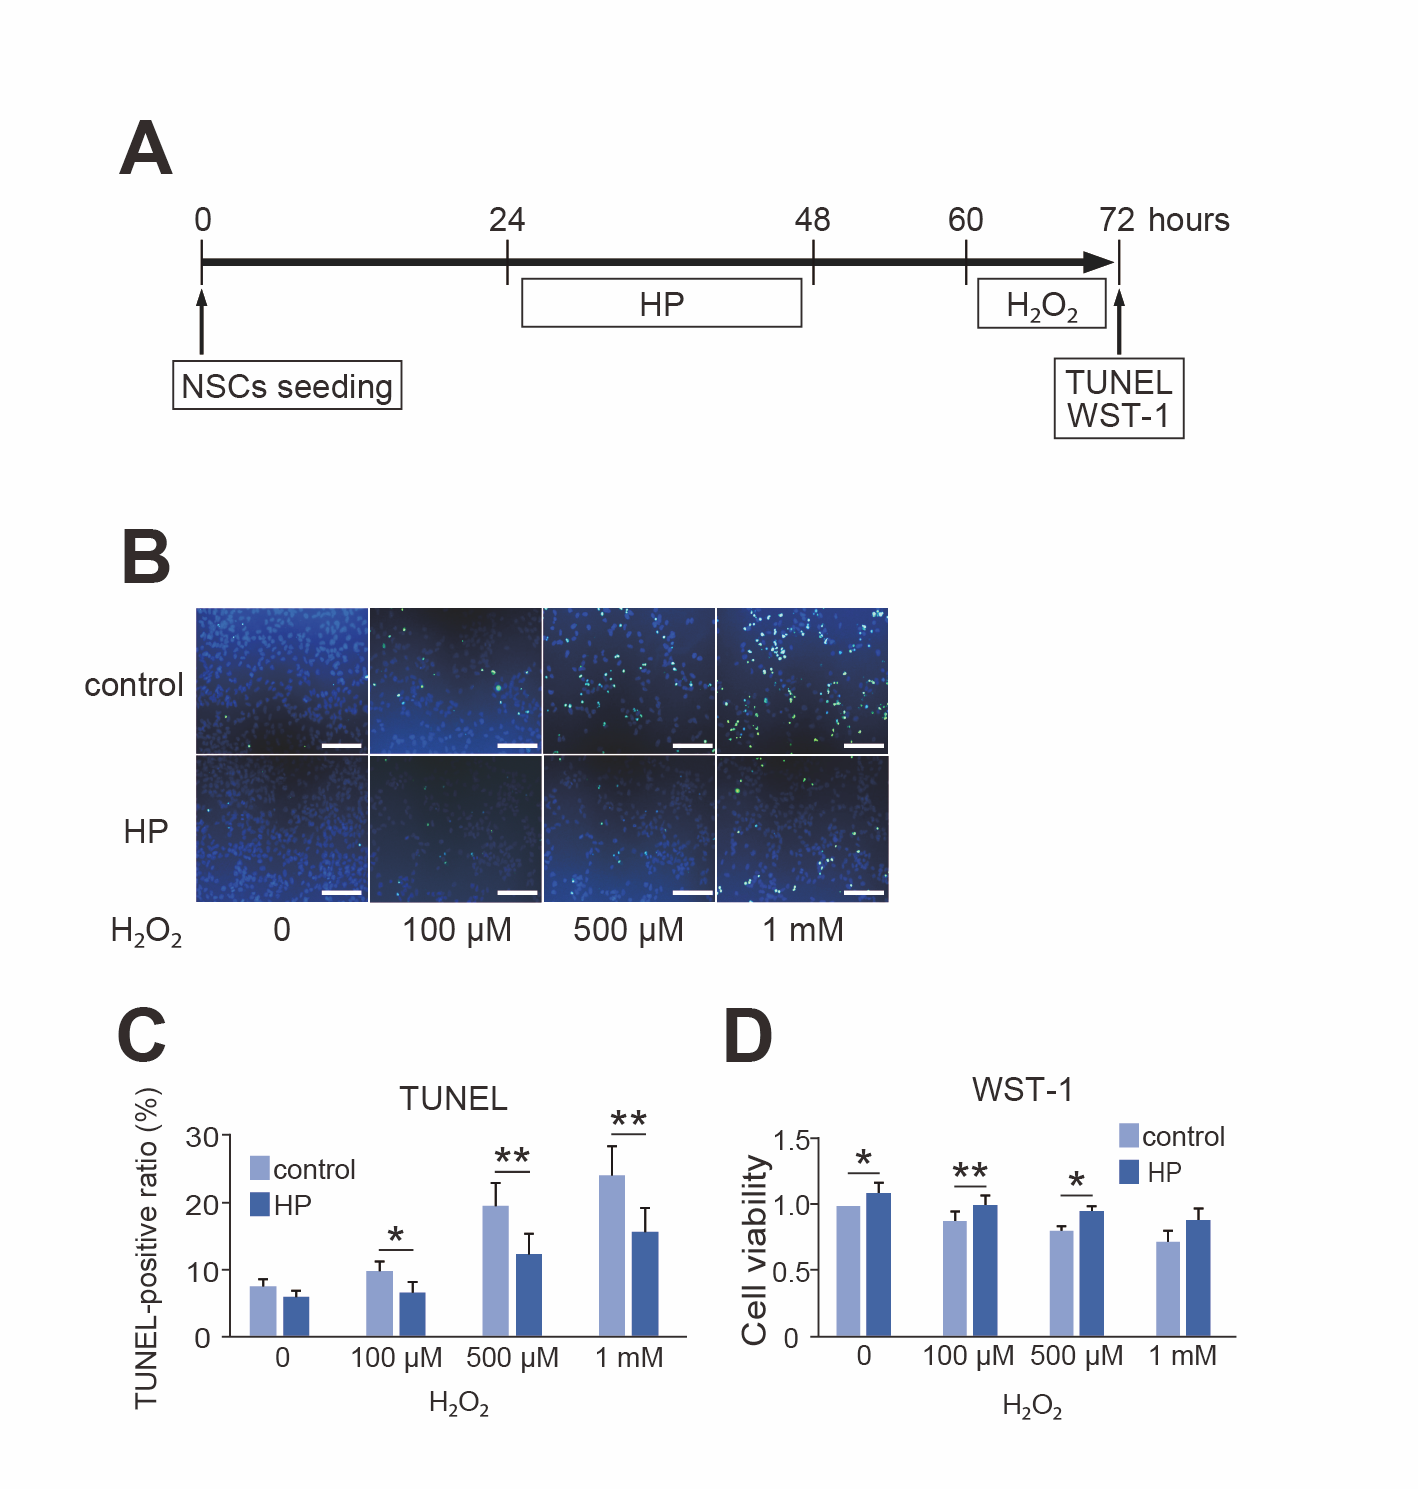 A
0 24 48 60 72 hours
HP
H₂O₂
NSCs seeding
TUNEL
WST-1
B
control
HP
H₂O₂ 0 100 µM 500 µM 1 mM
C
TUNEL
TUNEL-positive ratio (%)
30
20
10
0
control
HP
*
**
**
0 100 µM 500 µM 1 mM
H₂O₂
D
WST-1
Cell viability
1.5
1.0
0.5
0
control
HP
*
**
*
0 100 µM 500 µM 1 mM
H₂O₂